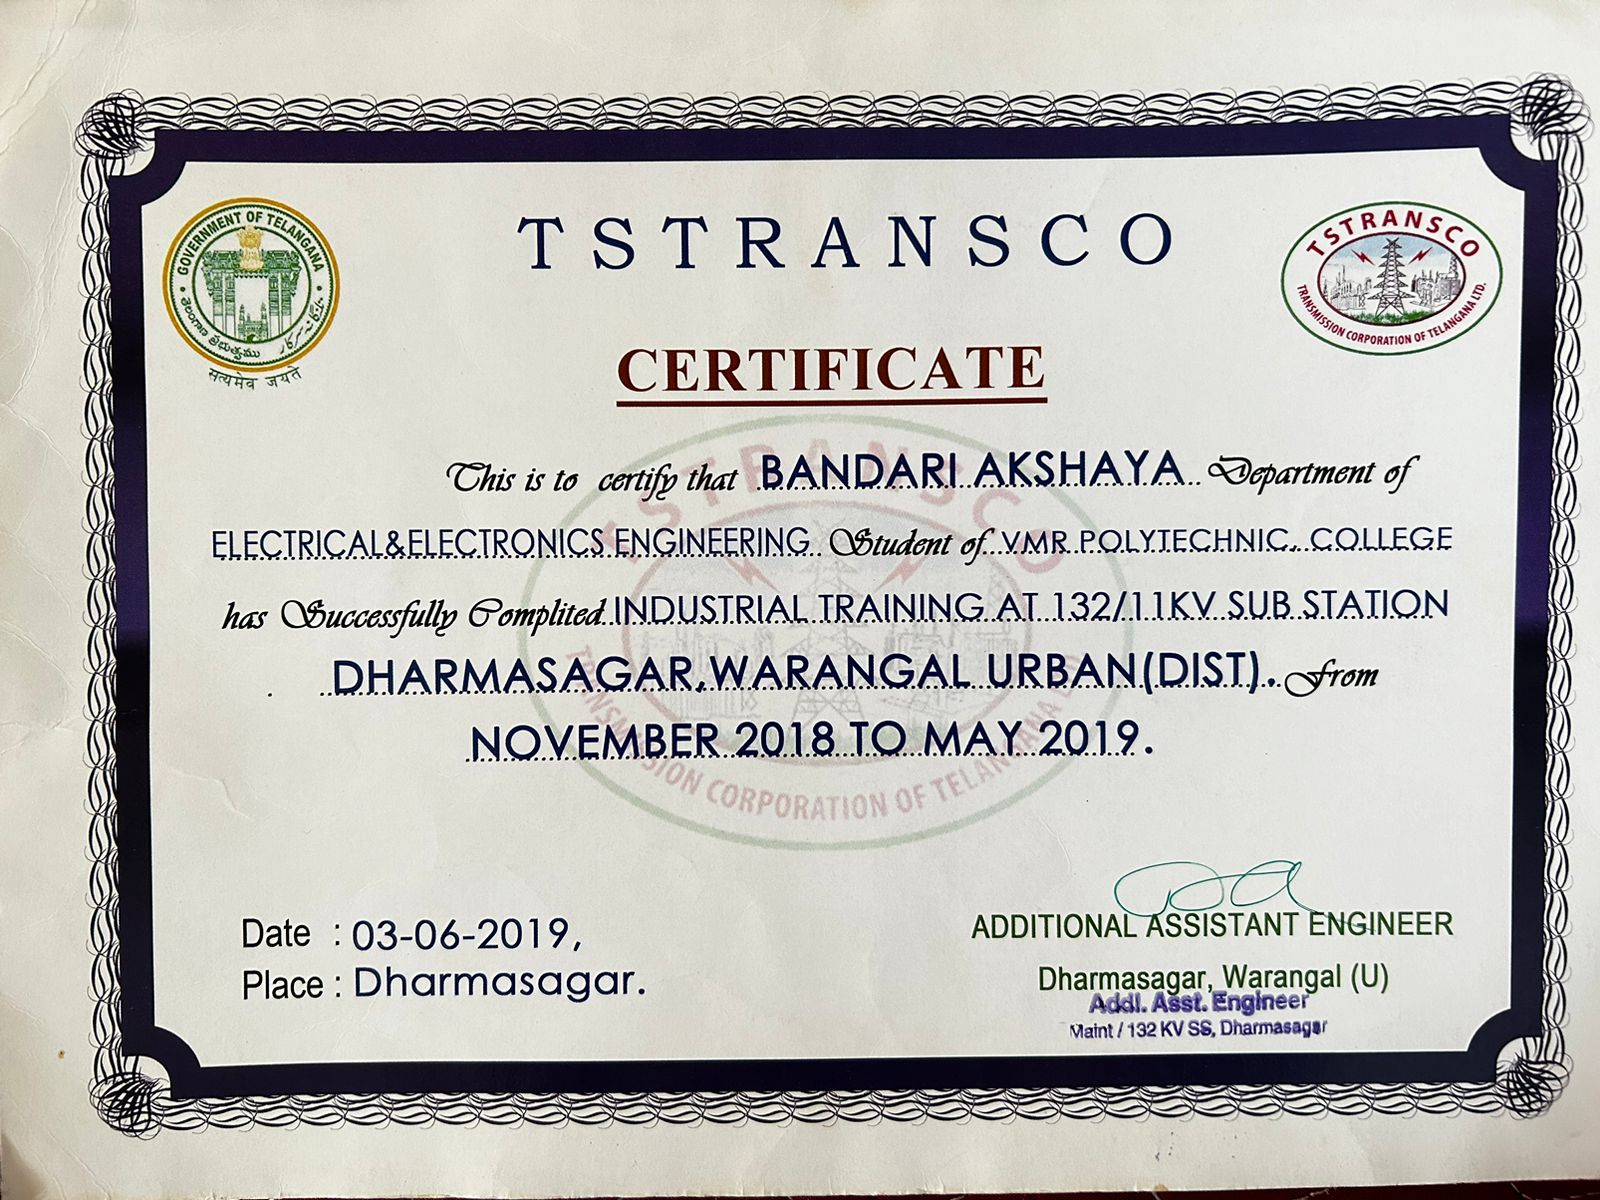 GOVERNMENT OF TELANGANA
తెలంగాణ ప్రభుత్వము
सत्यमेव जयते
TSTRANSCO
TSTRANSCO
TRANSMISSION CORPORATION OF TELANGANA LTD.
CERTIFICATE
This is to certify that BANDARI AKSHAYA Department of
ELECTRICAL&ELECTRONICS ENGINEERING Student of VMR POLYTECHNIC COLLEGE
has Successfully Complited INDUSTRIAL TRAINING AT 132/11KV SUB STATION
DHARMASAGAR,WARANGAL URBAN(DIST). From
NOVEMBER 2018 TO MAY 2019.
TSTRANSCO
TRANSMISSION CORPORATION OF TELANGANA
Date : 03-06-2019,
Place : Dharmasagar.
ADDITIONAL ASSISTANT ENGINEER
Dharmasagar, Warangal (U)
Addl. Asst. Engineer
Maint / 132 KV SS, Dharmasagar